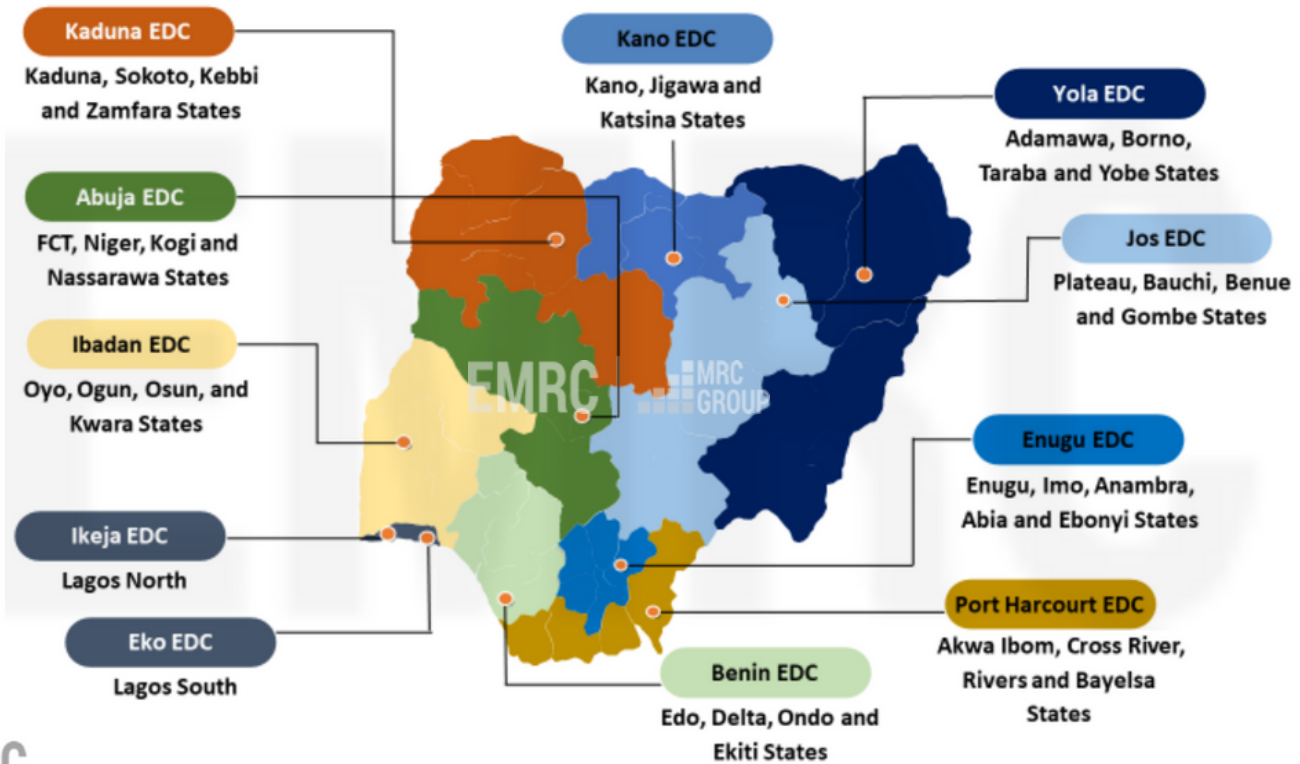 Kaduna EDC
Kaduna, Sokoto, Kebbi
and Zamfara States
Kano EDC
Kano, Jigawa and
Katsina States
Yola EDC
Adamawa, Borno,
Taraba and Yobe States
Abuja EDC
FCT, Niger, Kogi and
Nassarawa States
Jos EDC
Plateau, Bauchi, Benue
and Gombe States
Ibadan EDC
Oyo, Ogun, Osun, and
Kwara States
EMRC
MRC
GROUP
Enugu EDC
Enugu, Imo, Anambra,
Abia and Ebonyi States
Ikeja EDC
Lagos North
Eko EDC
Lagos South
Port Harcourt EDC
Akwa Ibom, Cross River,
Rivers and Bayelsa
States
Benin EDC
Edo, Delta, Ondo and
Ekiti States